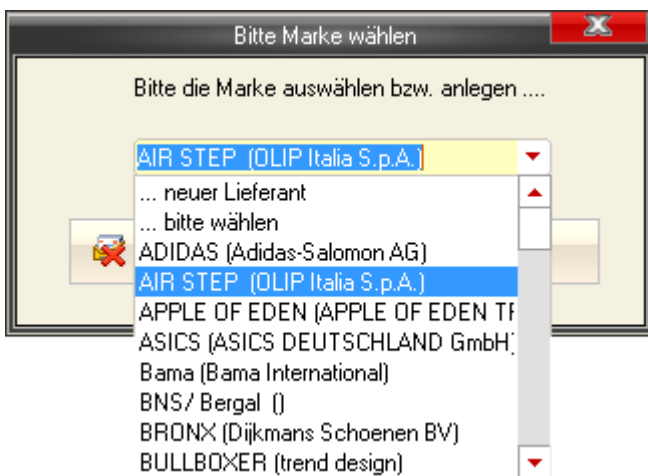 Bitte Marke wählen
Bitte die Marke auswählen bzw. anlegen ....
AIR STEP (OLIP Italia S.p.A.)
... neuer Lieferant
... bitte wählen
ADIDAS (Adidas-Salomon AG)
AIR STEP (OLIP Italia S.p.A.)
APPLE OF EDEN (APPLE OF EDEN
ASICS (ASICS DEUTSCHLAND GmbH)
Bama (Bama International)
BNS/ Bergal ()
BRONX (Dijkmans Schoenen BV)
BULLBOXER (trend design)